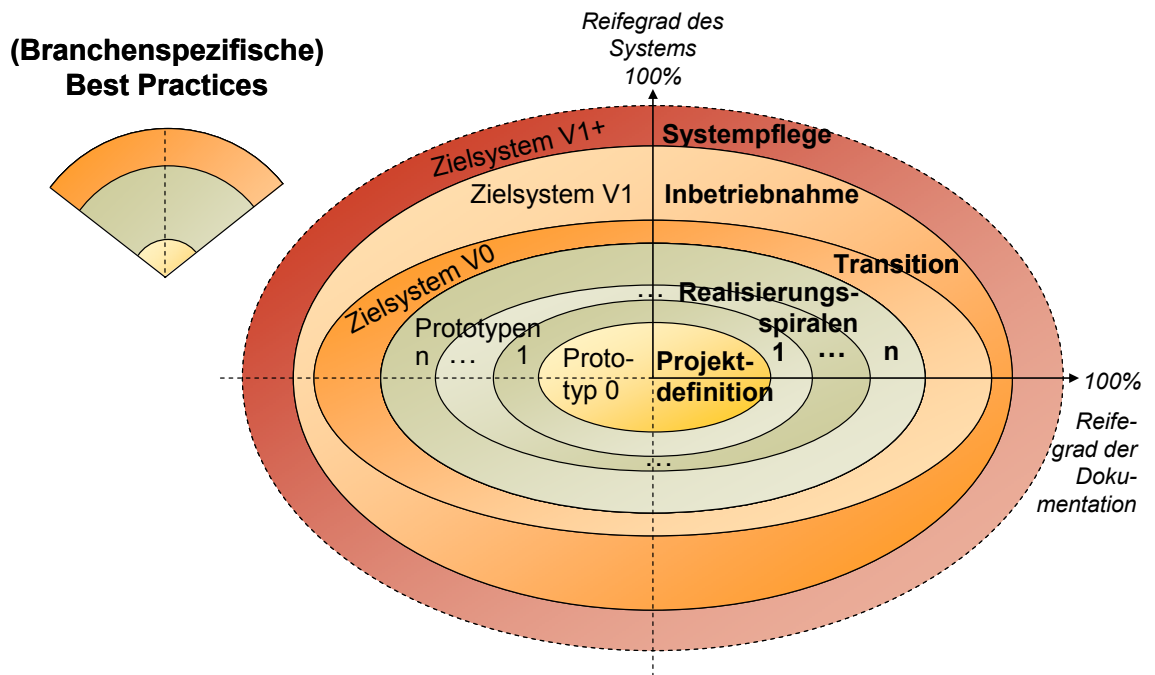 (Branchenspezifische)
Best Practices
Reifegrad des
Systems
100%
Zielsystem V1+
Systempflege
Zielsystem V1
Inbetriebnahme
Zielsystem V0
Transition
...
Realisierungs-
spiralen
1 ... n
Prototypen
n ... 1
Proto-
typ 0
Projekt-
definition
...
100%
Reife-
grad der
Doku-
mentation